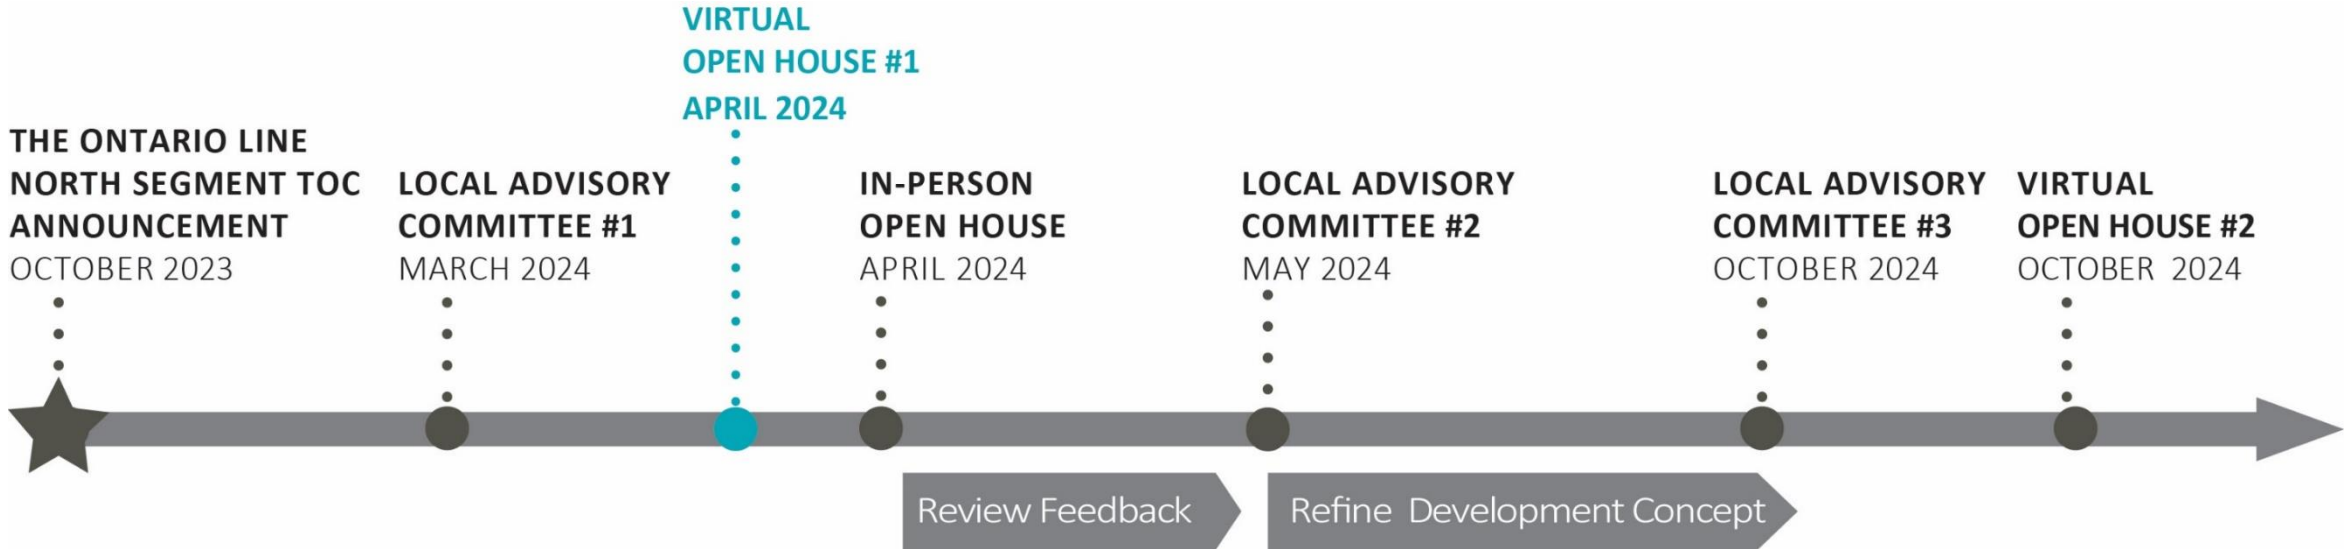 VIRTUAL
OPEN HOUSE #1
APRIL 2024
THE ONTARIO LINE
NORTH SEGMENT TOC
ANNOUNCEMENT
OCTOBER 2023
LOCAL ADVISORY
COMMITTEE #1
MARCH 2024
IN-PERSON
OPEN HOUSE
APRIL 2024
LOCAL ADVISORY
COMMITTEE #2
MAY 2024
LOCAL ADVISORY
COMMITTEE #3
OCTOBER 2024
VIRTUAL
OPEN HOUSE #2
OCTOBER 2024
Review Feedback
Refine Development Concept